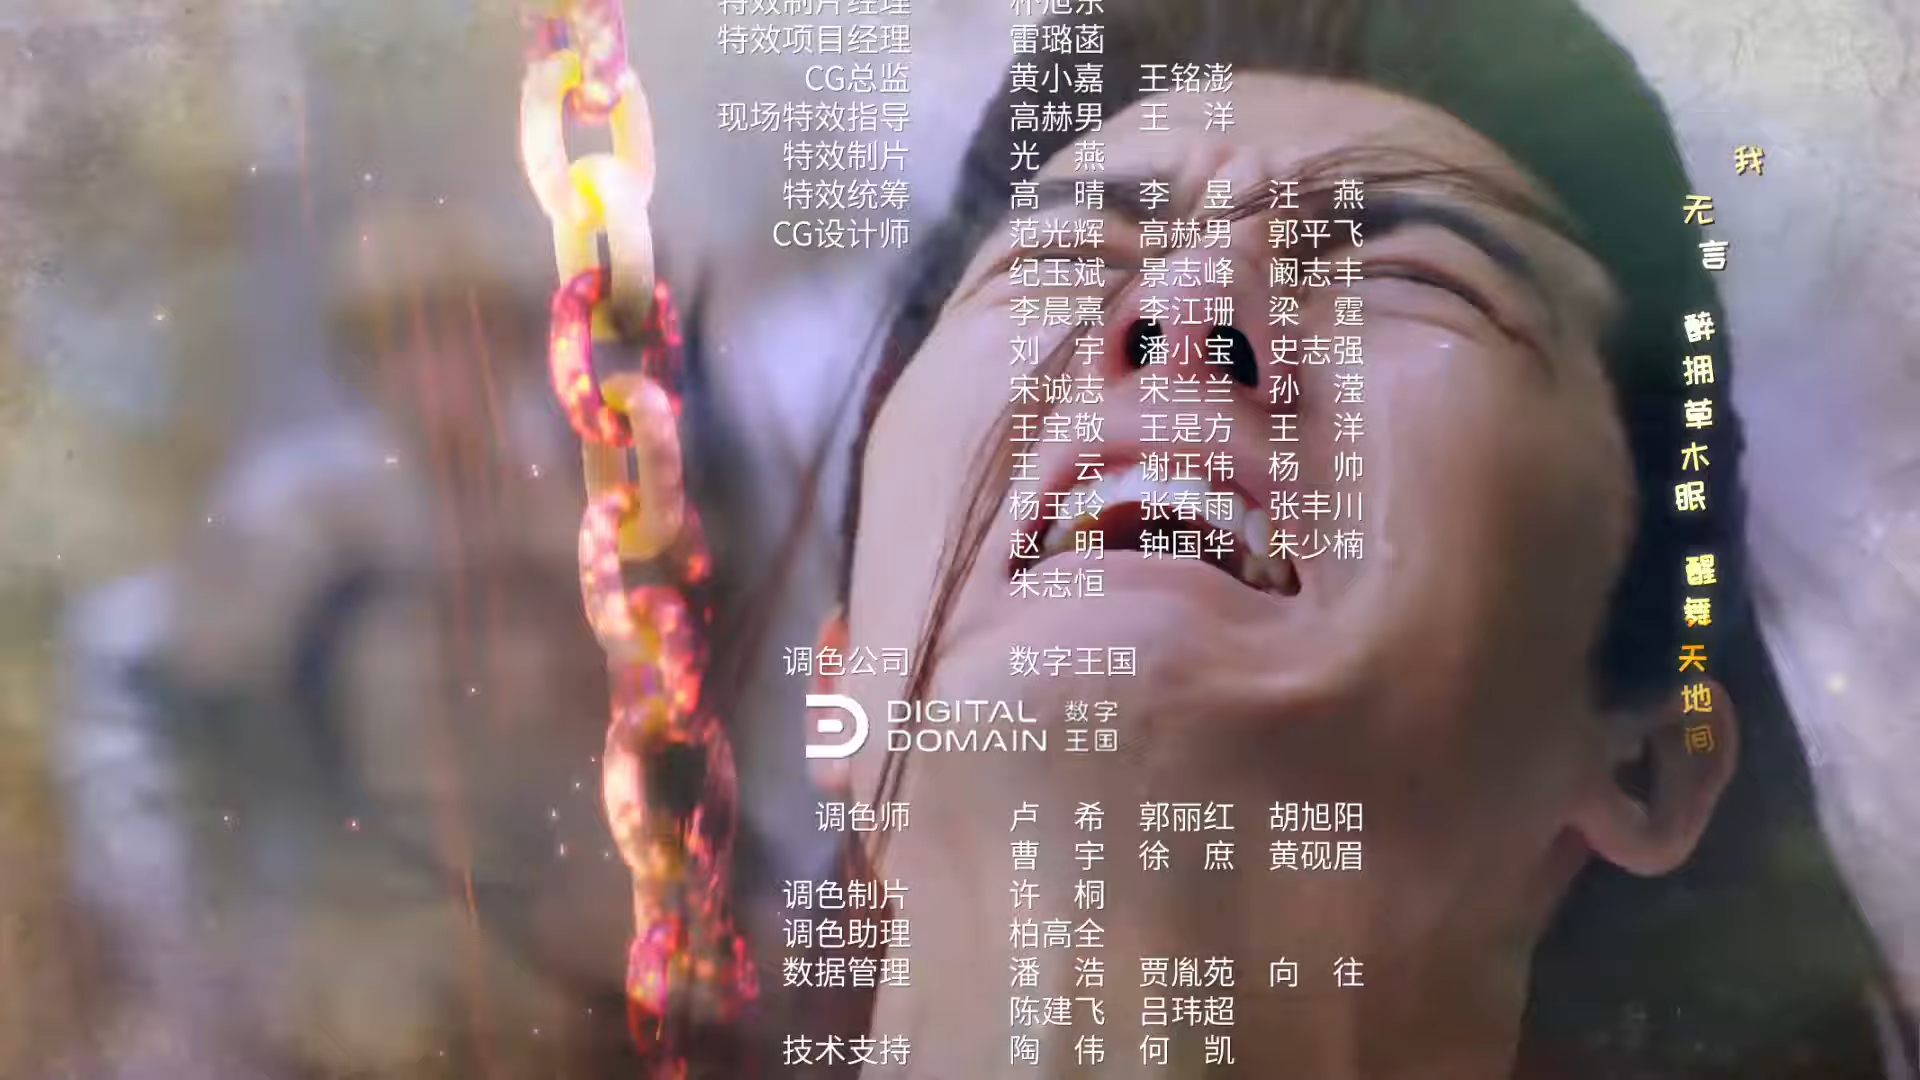 特效制片经理 朴旭东
特效项目经理 雷璐菡
CG总监 黄小嘉 王铭澎
现场特效指导 高赫男 王 洋
特效制片 光 燕
特效统筹 高 晴 李 昱 汪 燕
CG设计师 范光辉 高赫男 郭平飞
纪玉斌 景志峰 阚志丰
李晨熹 李江珊 梁 霆
刘 宇 潘小宝 史志强
宋诚志 宋兰兰 孙 滢
王宝敬 王是方 王 洋
王 云 谢正伟 杨 帅
杨玉玲 张春雨 张丰川
赵 明 钟国华 朱少楠
朱志恒
调色公司 数字王国
DIGITAL DOMAIN 数字王国
调色师 卢 希 郭丽红 胡旭阳
曹 宇 徐 庶 黄砚眉
调色制片 许 桐
调色助理 柏高全
数据管理 潘 浩 贾胤苑 向 往
陈建飞 吕玮超
技术支持 陶 伟 何 凯
我无言 醉拥草木眠 醒舞天地间